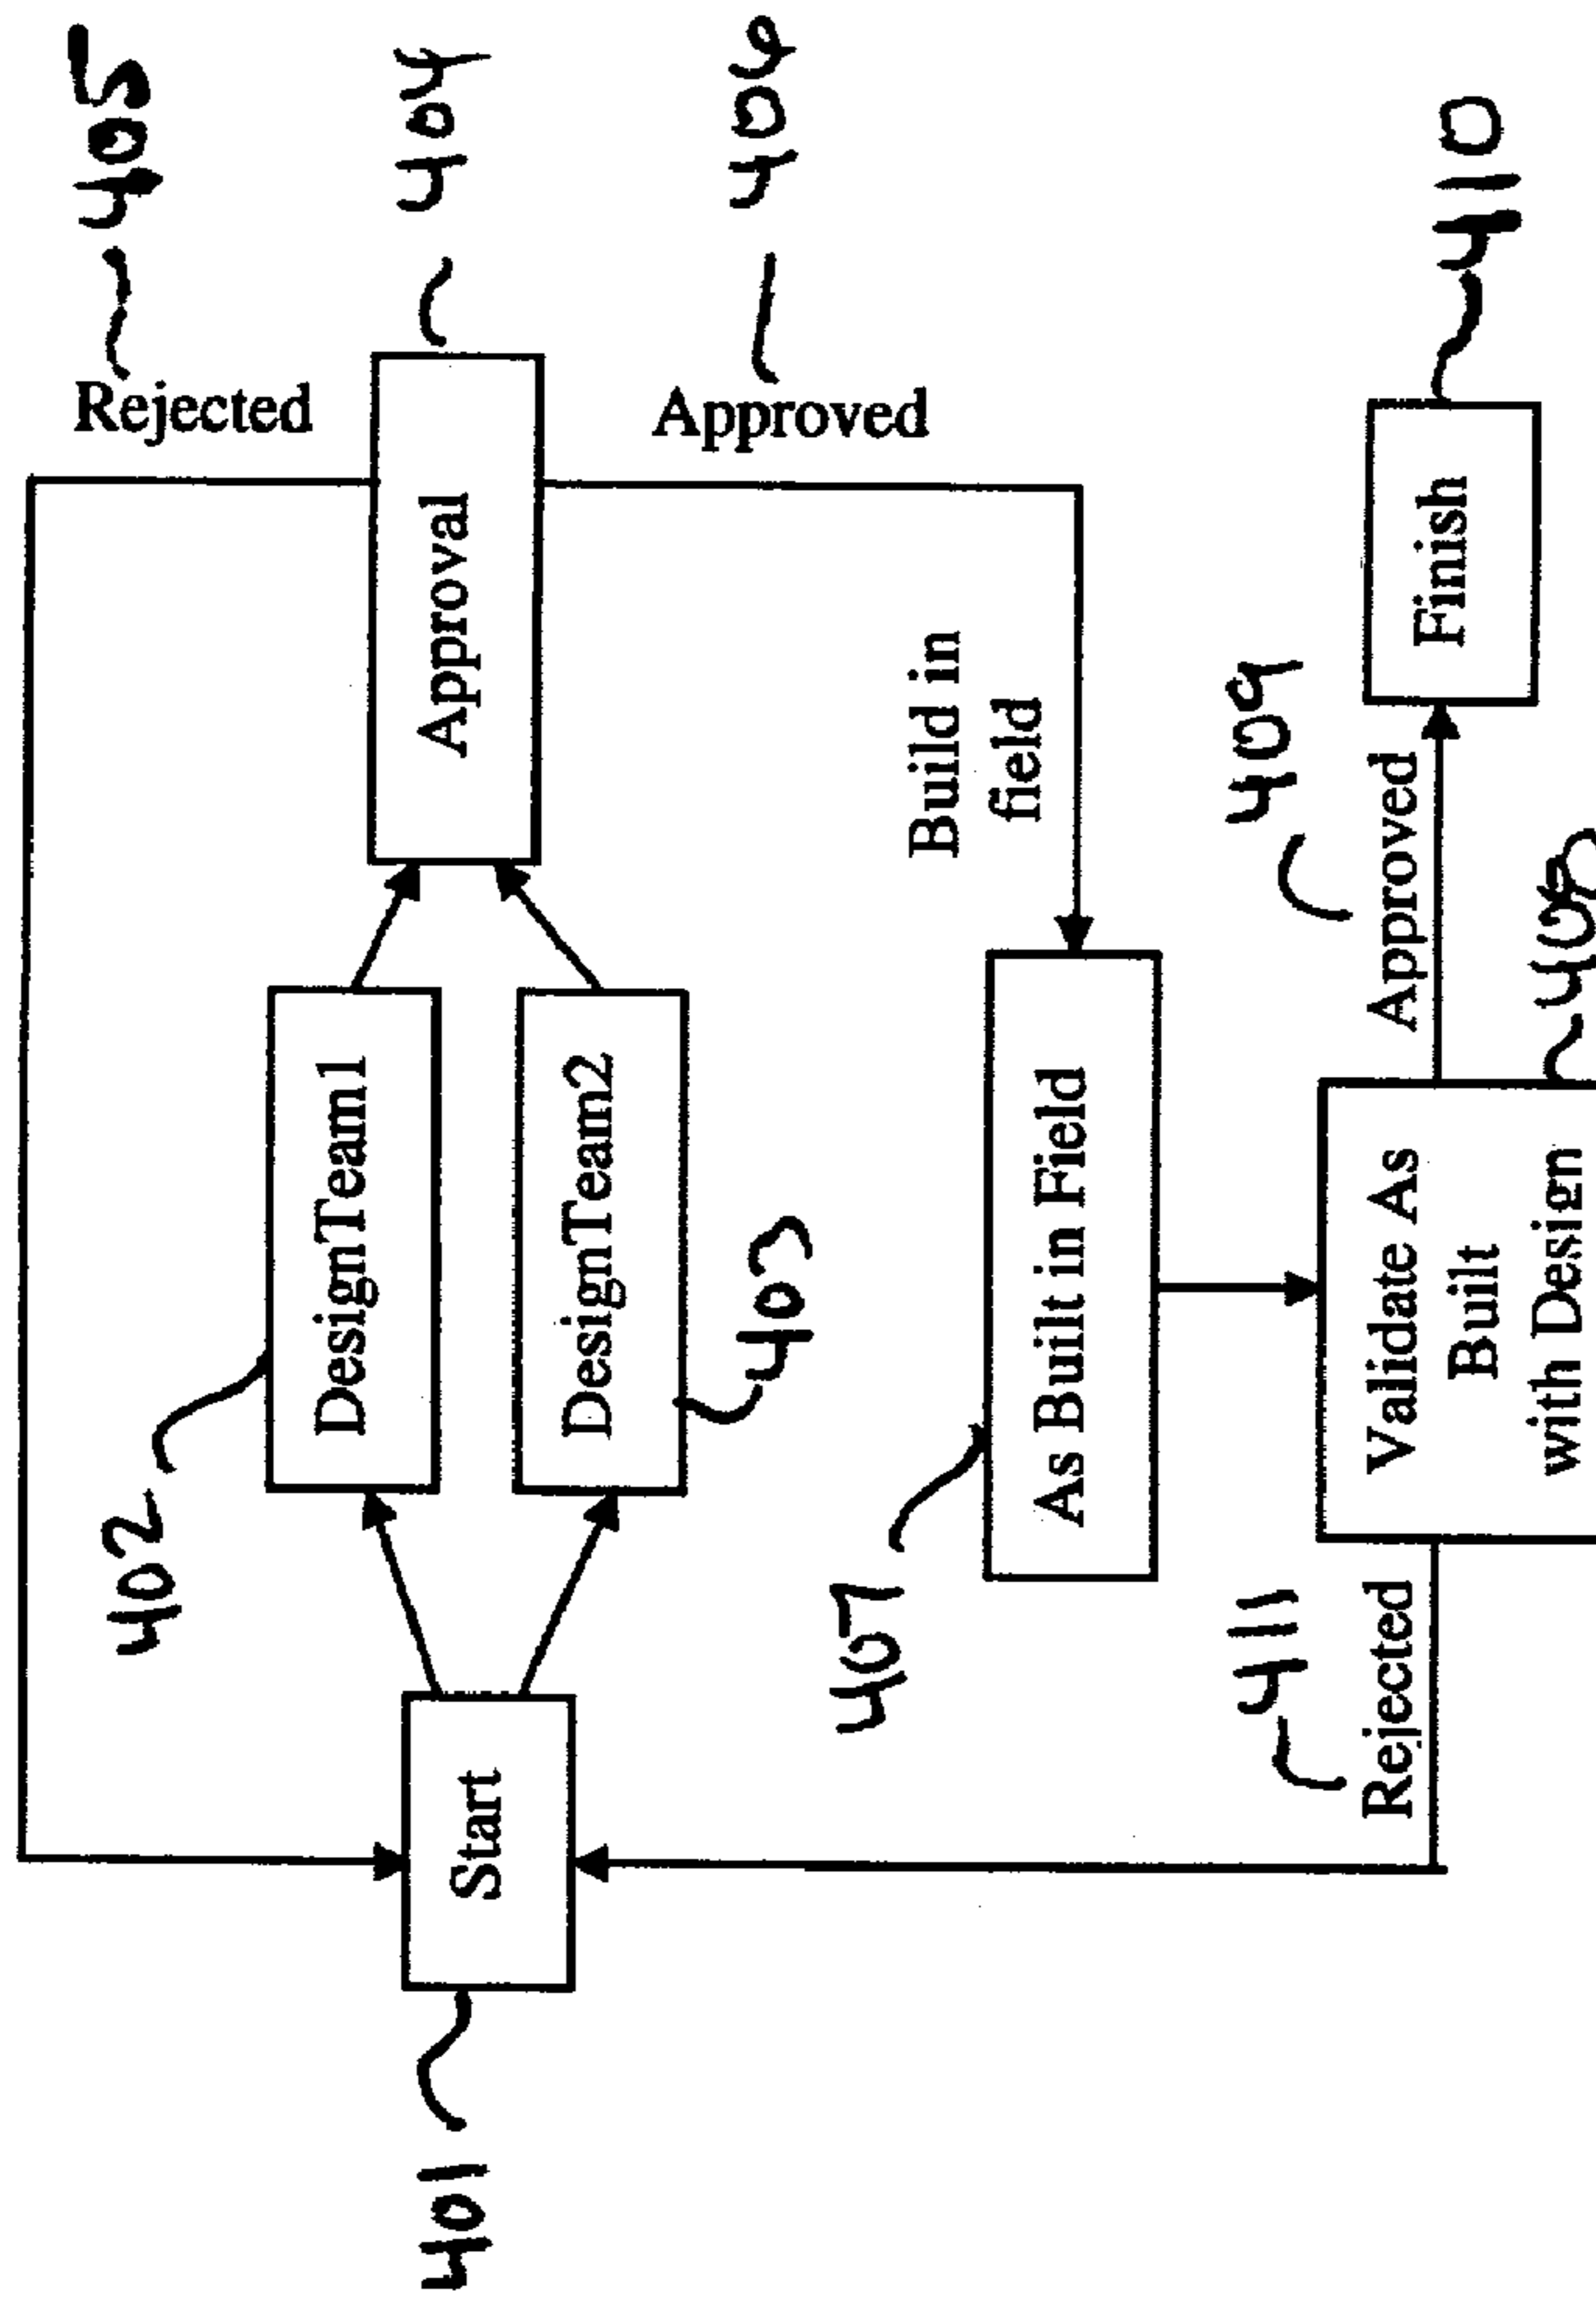 405
Rejected
402
404
DesignTeam1
Approval
401
Start
DesignTeam2
406
Approved
403
Build in
field
407
As Built in Field
411
409
Rejected
Validate As
Built
with Design
Approved
Finish
410
408